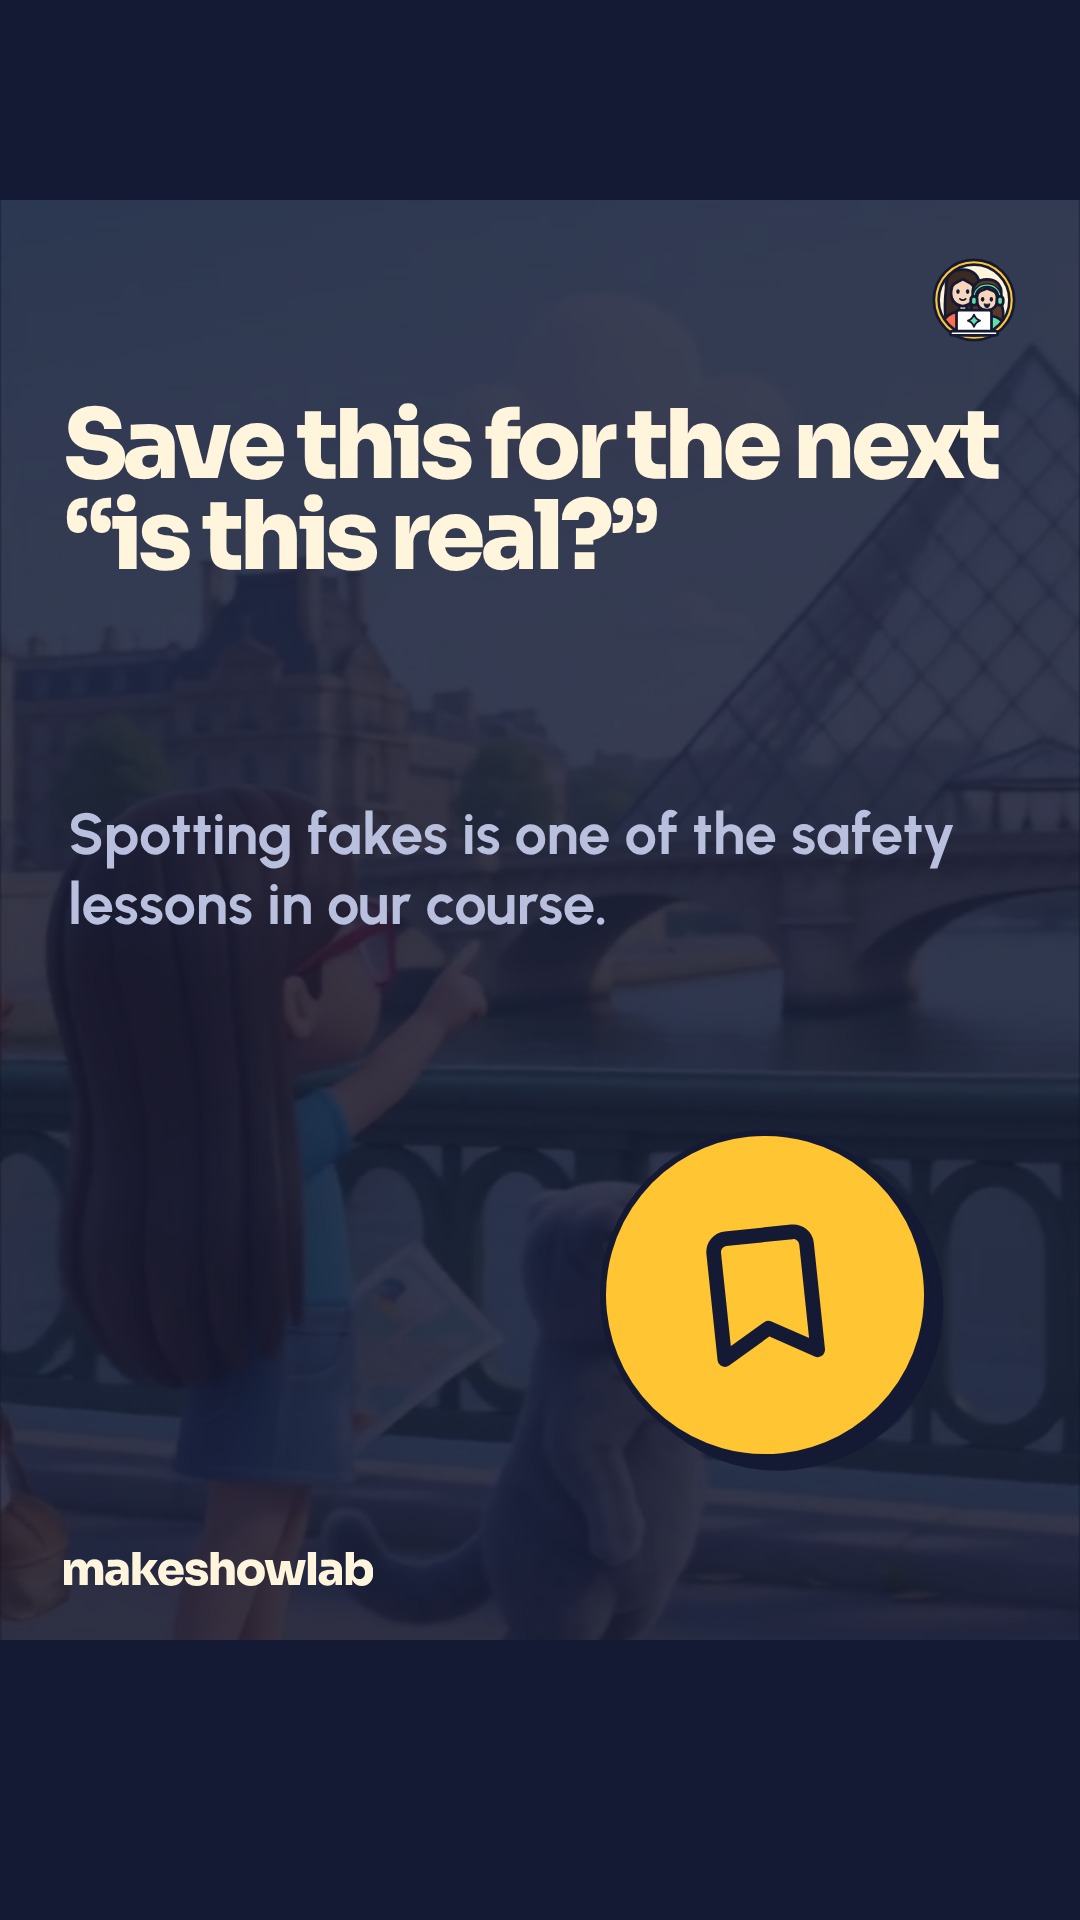 Save this for the next
“is this real?”
Spotting fakes is one of the safety
lessons in our course.
makeshowlab